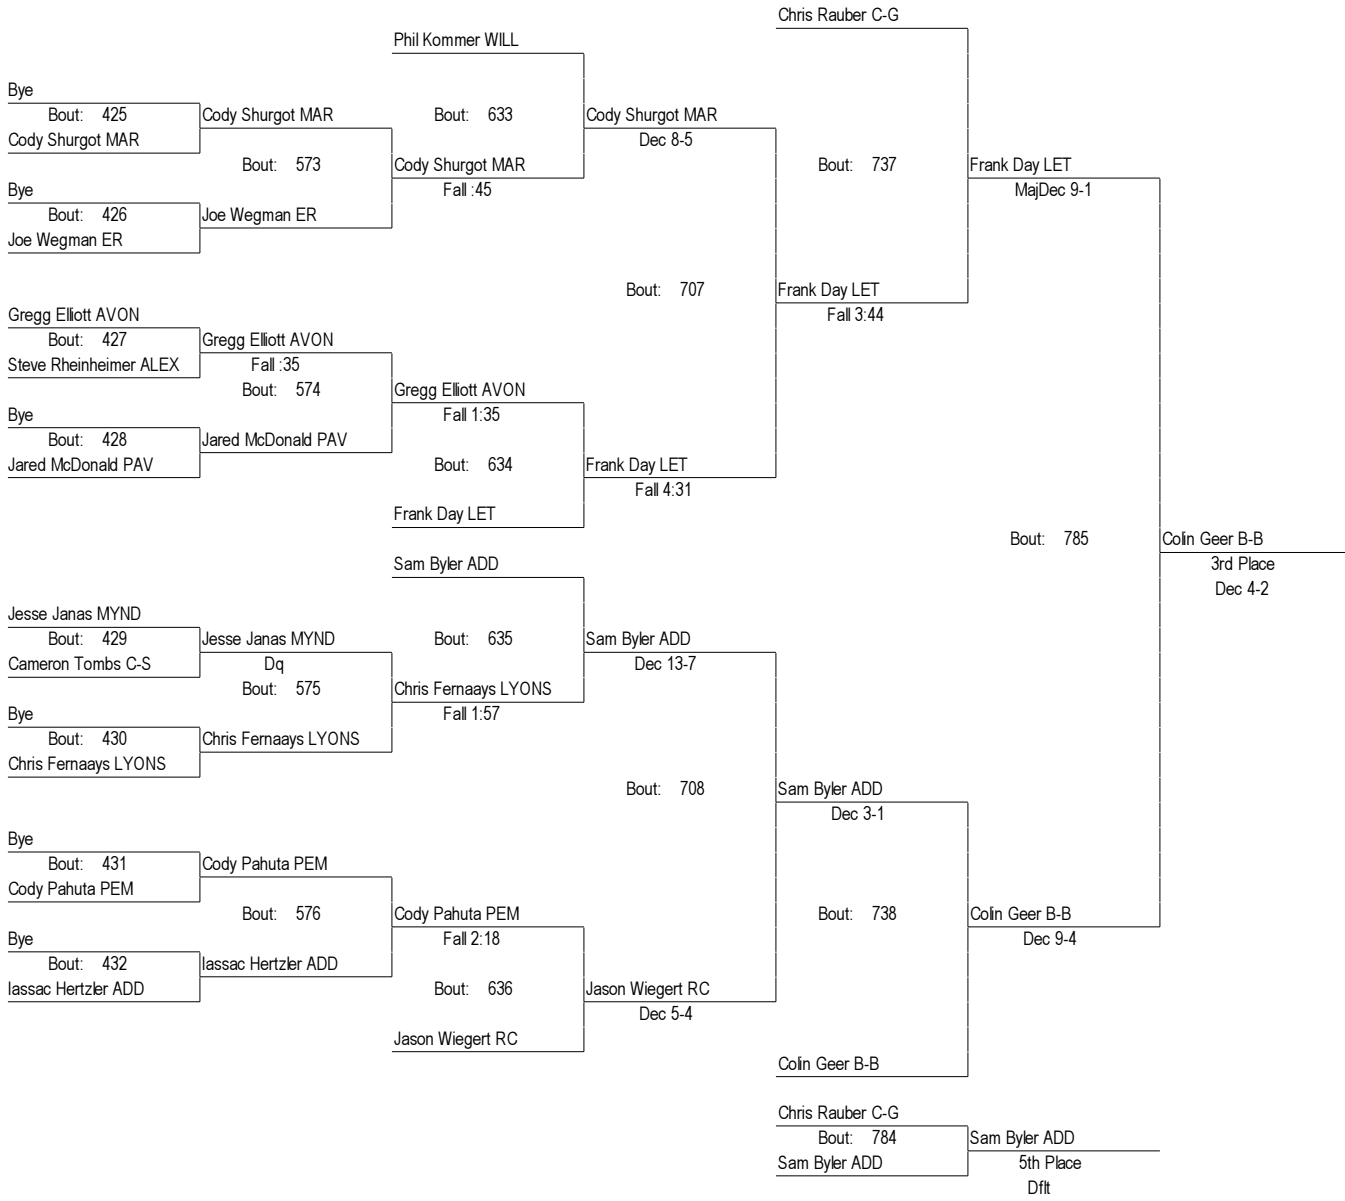 Chris Rauber C-G
Phil Kommer WILL
Bye
Bout: 425
Cody Shurgot MAR
Cody Shurgot MAR
Bout: 633
Cody Shurgot MAR
Dec 8-5
Bout: 573
Cody Shurgot MAR
Fall :45
Bout: 737
Frank Day LET
MajDec 9-1
Bye
Bout: 426
Joe Wegman ER
Joe Wegman ER
Bout: 707
Frank Day LET
Fall 3:44
Gregg Elliott AVON
Bout: 427
Steve Rheinheimer ALEX
Gregg Elliott AVON
Fall :35
Bout: 574
Gregg Elliott AVON
Fall 1:35
Bye
Bout: 428
Jared McDonald PAV
Jared McDonald PAV
Bout: 634
Frank Day LET
Fall 4:31
Frank Day LET
Bout: 785
Colin Geer B-B
3rd Place
Dec 4-2
Sam Byler ADD
Jesse Janas MYND
Bout: 429
Cameron Tombs C-S
Jesse Janas MYND
Dq
Bout: 635
Sam Byler ADD
Dec 13-7
Bout: 575
Chris Fernaays LYONS
Fall 1:57
Bye
Bout: 430
Chris Fernaays LYONS
Chris Fernaays LYONS
Bout: 708
Sam Byler ADD
Dec 3-1
Bye
Bout: 431
Cody Pahuta PEM
Cody Pahuta PEM
Bout: 576
Cody Pahuta PEM
Fall 2:18
Bout: 738
Colin Geer B-B
Dec 9-4
Bye
Bout: 432
Iassac Hertzler ADD
Iassac Hertzler ADD
Bout: 636
Jason Wiegert RC
Dec 5-4
Jason Wiegert RC
Colin Geer B-B
Chris Rauber C-G
Bout: 784
Sam Byler ADD
Sam Byler ADD
5th Place
Dflt